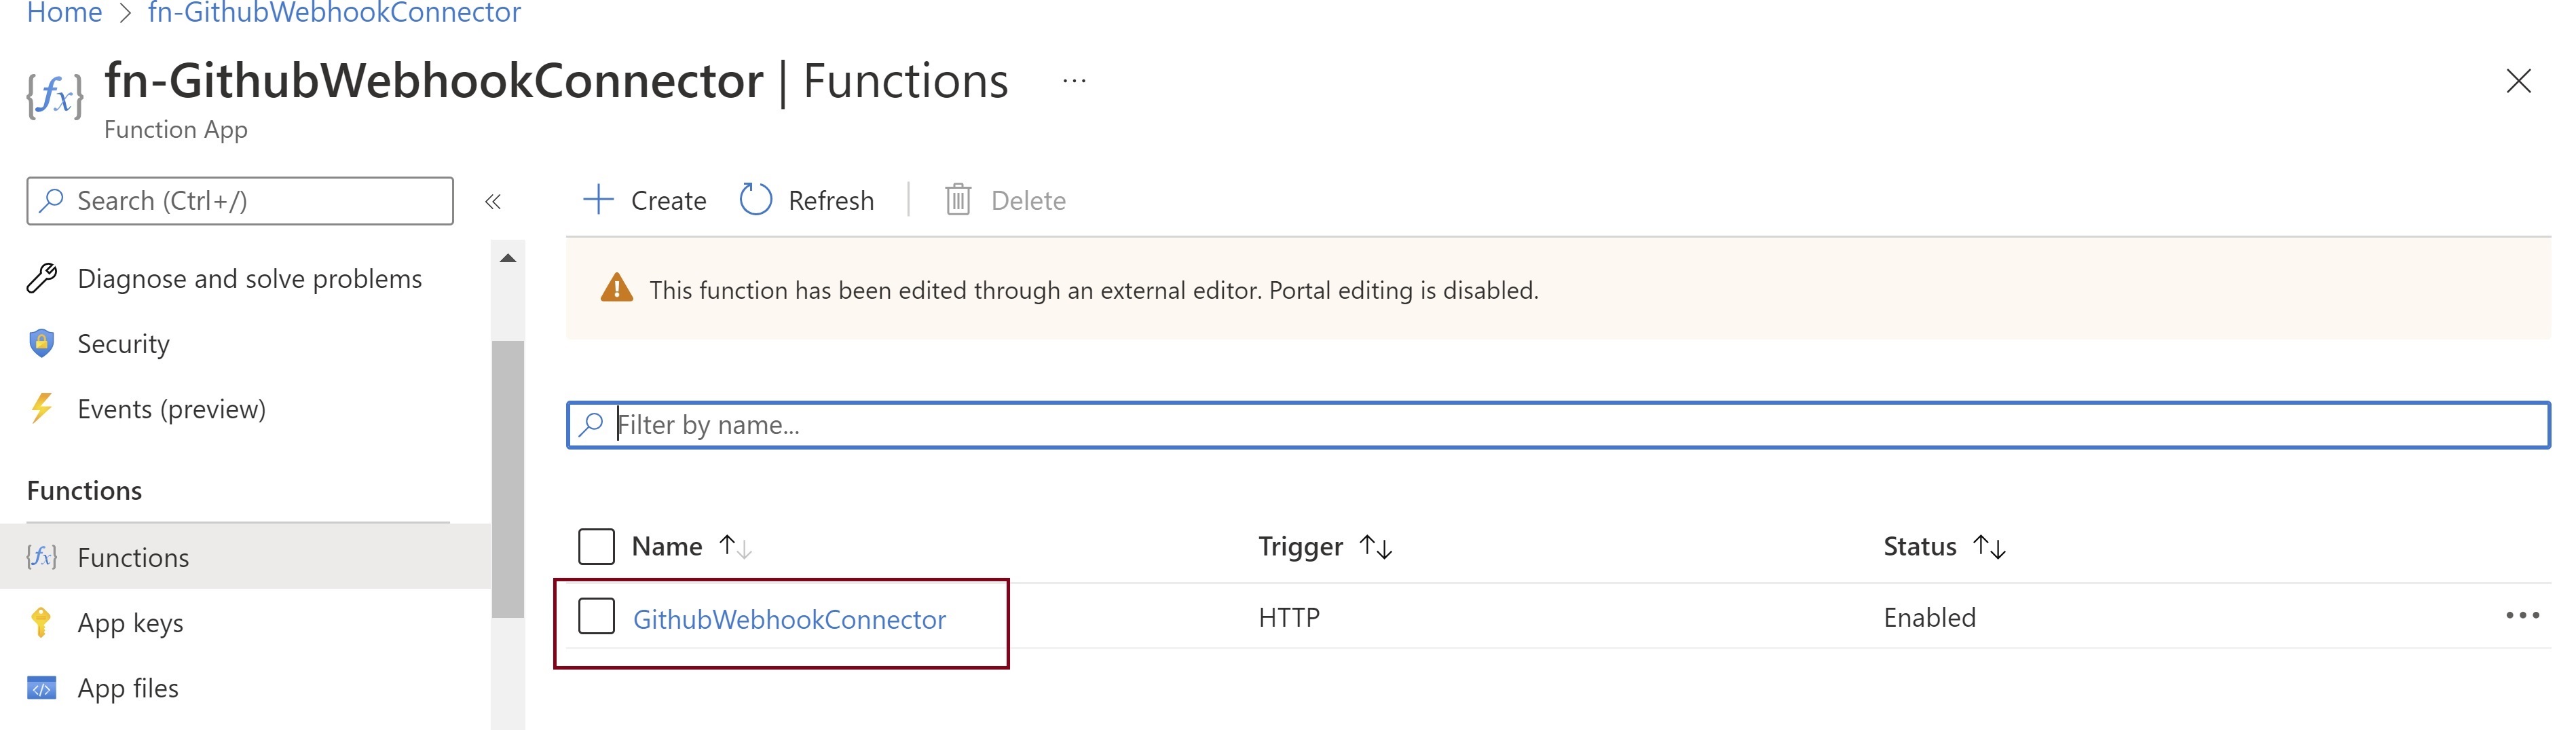 Home > fn-GithubWebhookConnector
fn-GithubWebhookConnector | Functions ...
Function App
Search (Ctrl+/)
«
Create
Refresh
Delete
Diagnose and solve problems
Security
Events (preview)
Functions
Functions
App keys
App files
This function has been edited through an external editor. Portal editing is disabled.
Filter by name...
Name ↑↓ Trigger ↑↓ Status ↑↓
GithubWebhookConnector HTTP Enabled ...